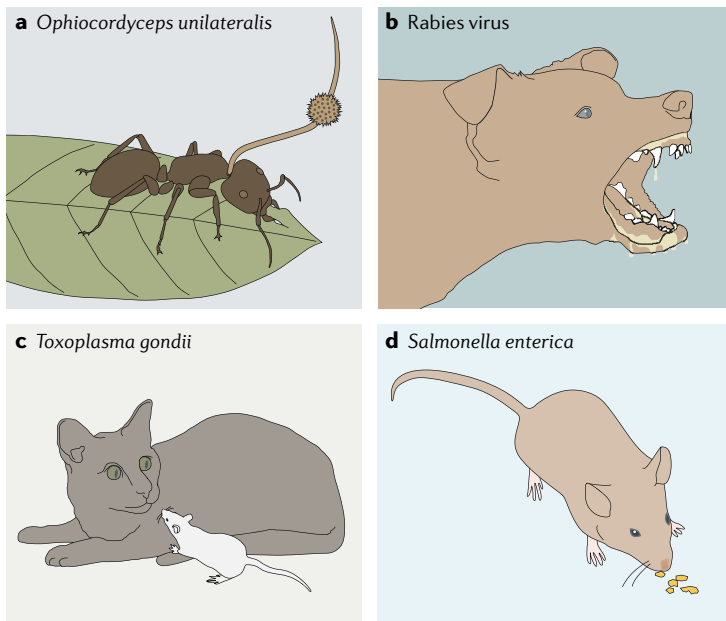 a Ophiocordyceps unilateralis
b Rabies virus
c Toxoplasma gondii
d Salmonella enterica